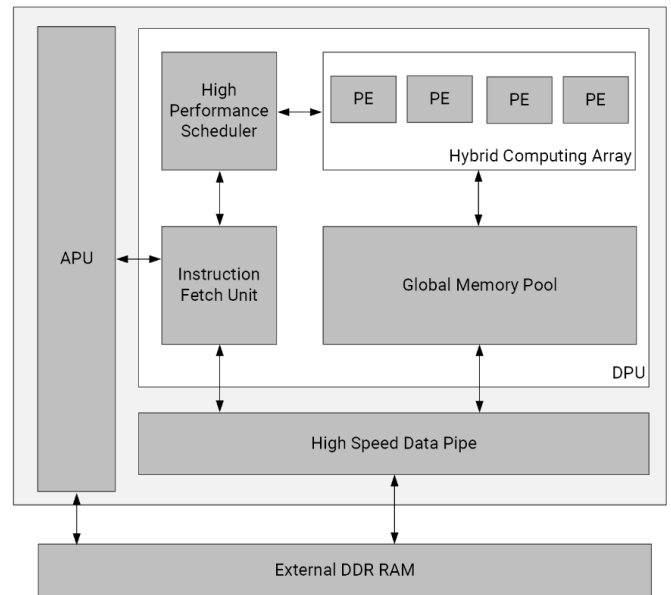 High
Performance
Scheduler
PE PE PE PE
Hybrid Computing Array
APU
Instruction
Fetch Unit
Global Memory Pool
DPU
High Speed Data Pipe
External DDR RAM